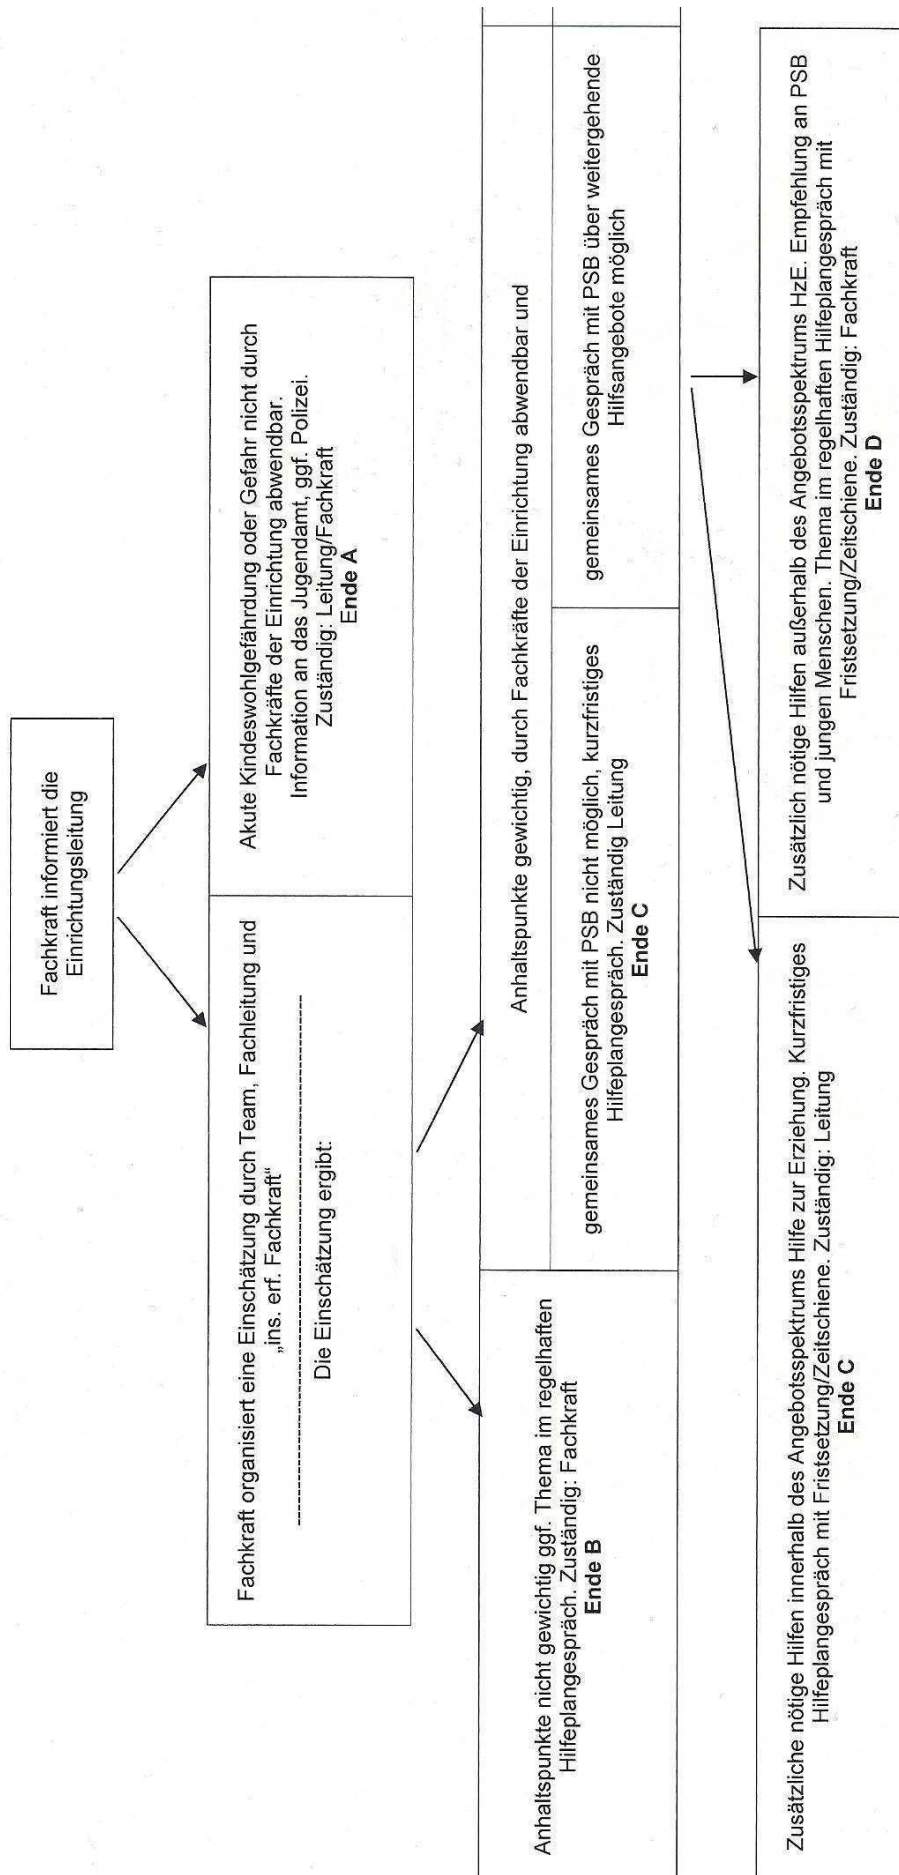 Fachkraft informiert die
Einrichtungsleitung
Fachkraft organisiert eine Einschätzung durch Team, Fachleitung und
„ins. erf. Fachkraft“
Die Einschätzung ergibt:
Akute Kindeswohlgefährdung oder Gefahr nicht durch
Fachkräfte der Einrichtung abwendbar.
Information an das Jugendamt, ggf. Polizei.
Zuständig: Leitung/Fachkraft
Ende A
Anhaltspunkte nicht gewichtig ggf. Thema im regelhaften
Hilfeplangespräch. Zuständig: Fachkraft
Ende B
Anhaltspunkte gewichtig, durch Fachkräfte der Einrichtung abwendbar und
gemeinsames Gespräch mit PSB nicht möglich, kurzfristiges
Hilfeplangespräch. Zuständig Leitung
Ende C
gemeinsames Gespräch mit PSB über weitergehende
Hilfsangebote möglich
Zusätzliche nötige Hilfen innerhalb des Angebotsspektrums Hilfe zur Erziehung. Kurzfristiges
Hilfeplangespräch mit Fristsetzung/Zeitschiene. Zuständig: Leitung
Ende C
Zusätzlich nötige Hilfen außerhalb des Angebotsspektrums HzE. Empfehlung an PSB
und jungen Menschen. Thema im regelhaften Hilfeplangespräch mit
Fristsetzung/Zeitschiene. Zuständig: Fachkraft
Ende D